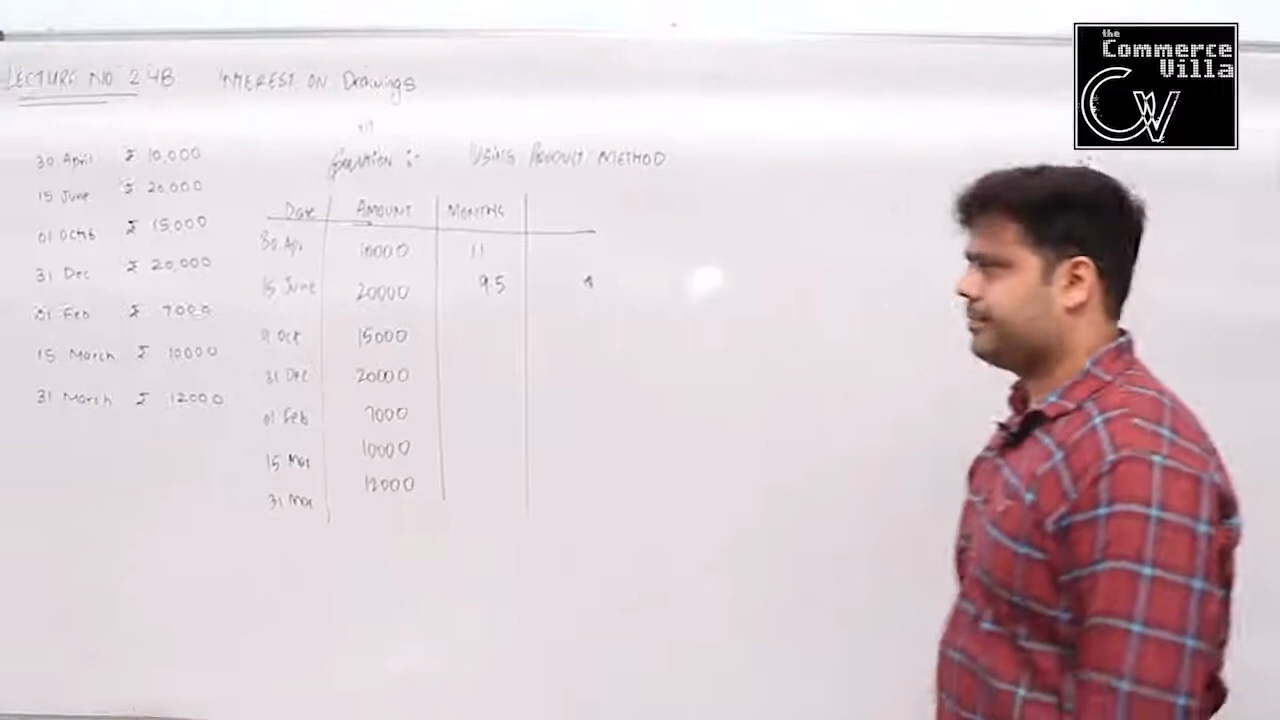 the
Commerce
Villa
CW
LECTURE NO 24B INTEREST ON Drawings
30 April ₹ 10,000
15 June ₹ 20,000
01 Octb ₹ 15,000
31 Dec ₹ 20,000
01 Feb ₹ 7000
15 March ₹ 10000
31 March ₹ 12000
:- USING PRODUCT METHOD
Date AMOUNT MONTHS
30 Apr 10000 11
15 June 20000 9.5
Oct 15000
31 Dec 20000
01 Feb 7000
15 Mar 10000
31 Mar 12000